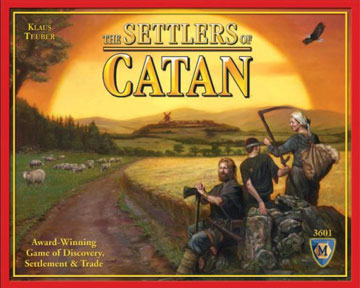 KLAUS
TEUBER
THE SETTLERS OF
CATAN
Award-Winning
Game of Discovery,
Settlement & Trade
3601
M